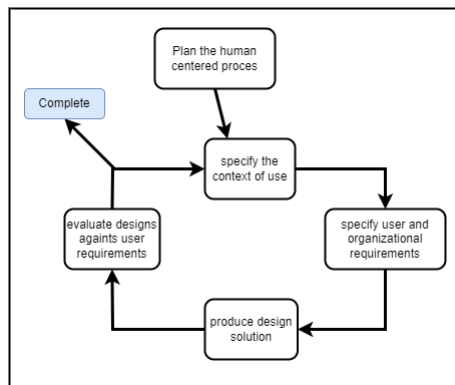 Plan the human
centered proces
Complete
specify the
context of use
evaluate designs
againts user
requirements
specify user and
organizational
requirements
produce design
solution